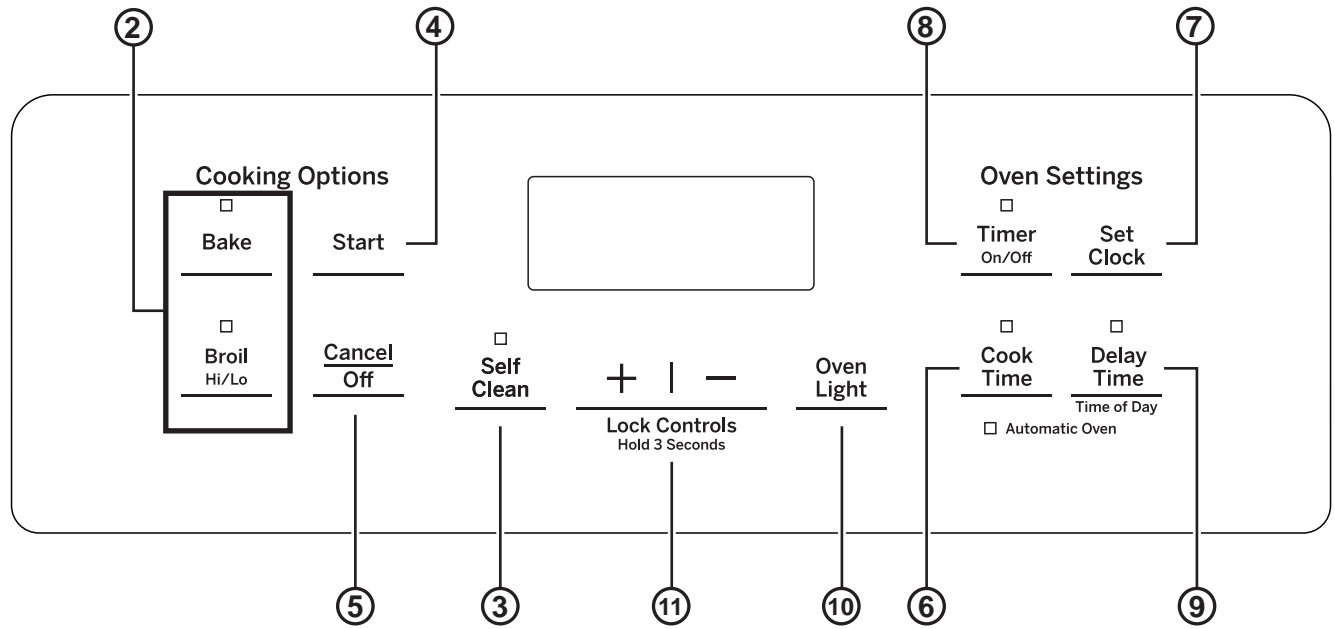 2
4
8
7
Cooking Options
Oven Settings
Bake
Start
Timer
On/Off
Set
Clock
Broil
Hi/Lo
Cancel
Off
Self
Clean
+ | −
Lock Controls
Hold 3 Seconds
Oven
Light
Cook
Time
Delay
Time
Time of Day
Automatic Oven
5
3
11
10
6
9